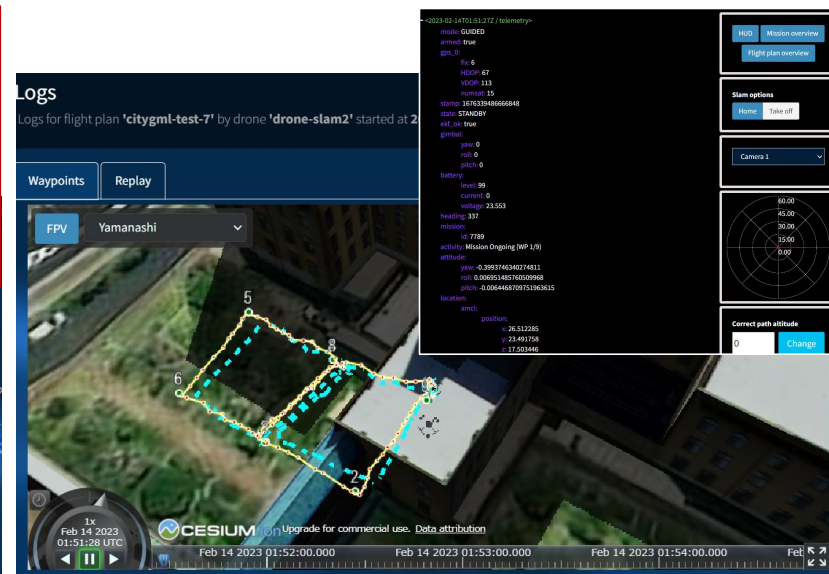 Logs
Logs for flight plan 'citygml-test-7' by drone 'drone-slam2' started at 2
Waypoints
Replay
FPV
Yamanashi
5
6
2
1x
Feb 14 2023
01:51:28 UTC
CESIUM ion Upgrade for commercial use. Data attribution
Feb 14 2023 01:52:00.000
Feb 14 2023 01:53:00.000
Feb 14 2023 01:54:00.000
Feb
<2023-02-14T01:51:27Z / telemetry>
mode: GUIDED
armed: true
gps_0:
fix: 6
HDOP: 67
VDOP: 113
numsat: 15
stamp: 1676339486666848
state: STANDBY
ekf_ok: true
gimbal:
yaw: 0
roll: 0
pitch: 0
battery:
level: 99
current: 0
voltage: 23.553
heading: 337
mission:
id: 7789
activity: Mission Ongoing (WP 1/9)
attitude:
yaw: -0.3993746340274811
roll: 0.006951485760509968
pitch: -0.0064468709751963615
location:
amcl:
position:
x: 26.512285
y: 23.491758
z: 17.503446
HUD
Mission overview
Flight plan overview
Slam options
Home
Take off
Camera 1
60.00
45.00
30.00
15.00
0.00
Correct path altitude
0
Change